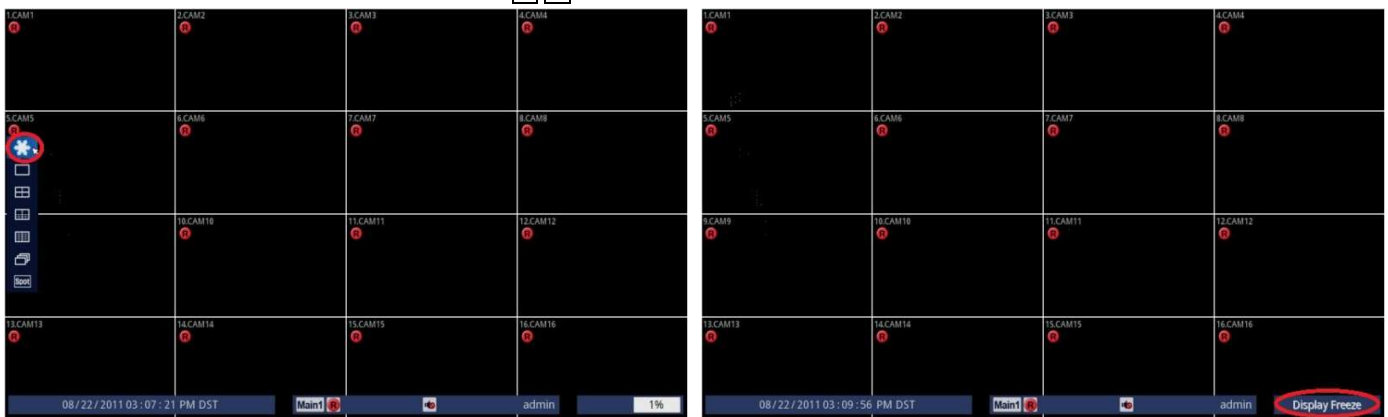 1.CAM1 2.CAM2 3.CAM3 4.CAM4
R R R R
5.CAM5 6.CAM6 7.CAM7 8.CAM8
R R R R
10.CAM10 11.CAM11 12.CAM12
R R R
Spot
13.CAM13 14.CAM14 15.CAM15 16.CAM16
R R R R
08/22/2011 03:07:21 PM DST Main1 R admin 1%
1.CAM1 2.CAM2 3.CAM3 4.CAM4
R R R R
5.CAM5 6.CAM6 7.CAM7 8.CAM8
R R R R
9.CAM9 10.CAM10 11.CAM11 12.CAM12
R R R R
13.CAM13 14.CAM14 15.CAM15 16.CAM16
R R R R
08/22/2011 03:09:56 PM DST Main1 R admin Display Freeze